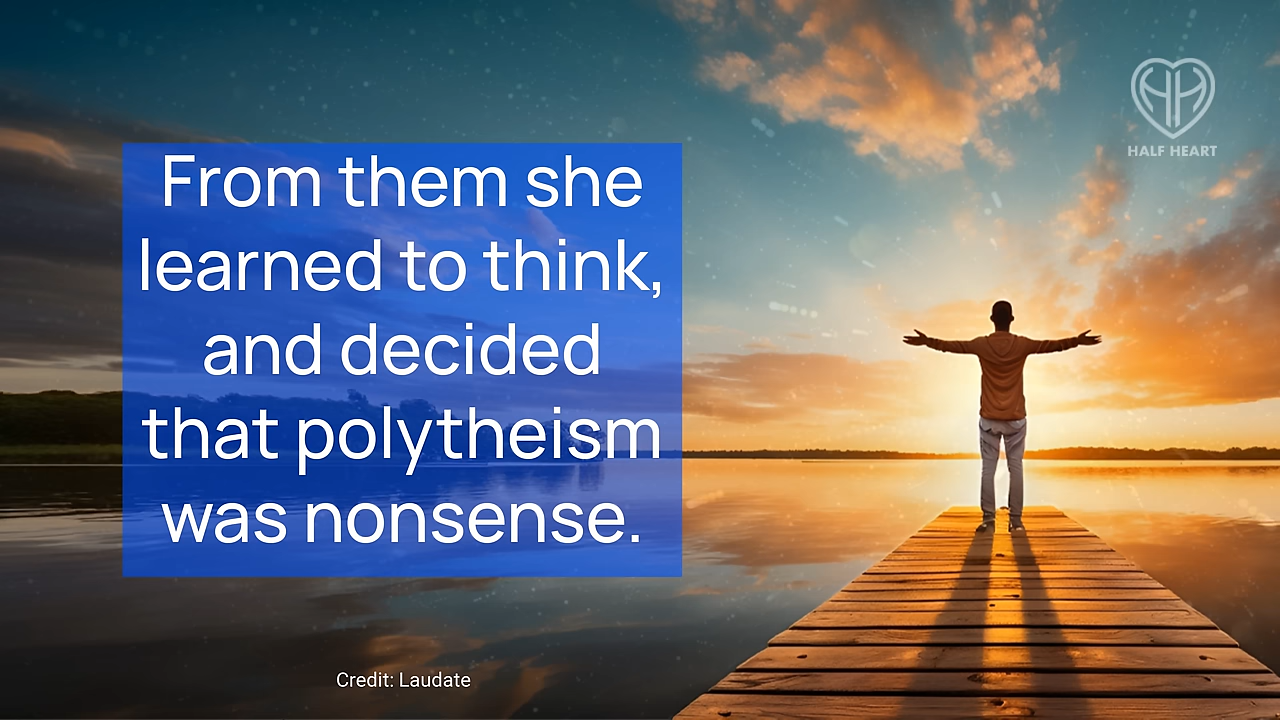 From them she
learned to think,
and decided
that polytheism
was nonsense.
HALF HEART
Credit: Laudate